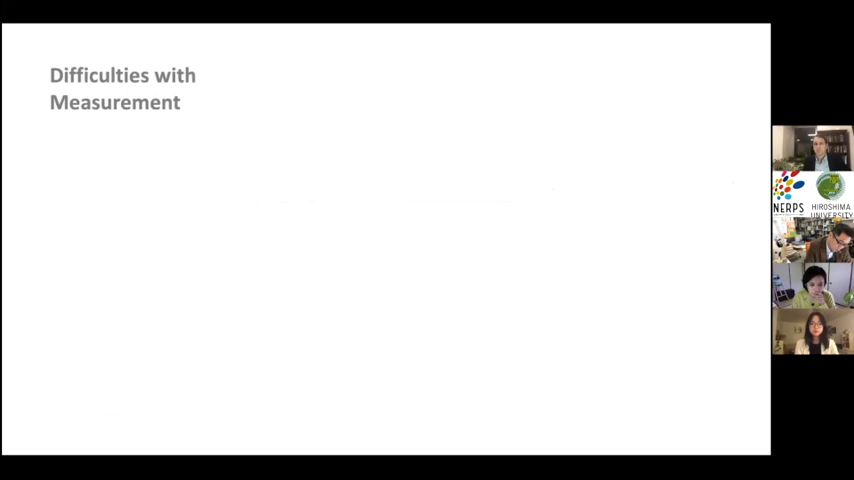 Difficulties with
Measurement
NERPS
HIROSHIMA
UNIVERSITY